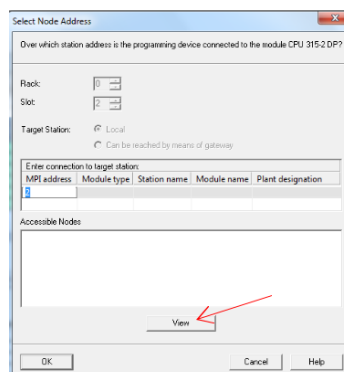 Select Node Address
Over which station address is the programming device connected to the module CPU 315-2 DP?
Rack: 0
Slot: 2
Target Station: Local
Can be reached by means of gateway
Enter connection to target station:
MPI address Module type Station name Module name Plant designation
2
Accessible Nodes
View
OK Cancel Help